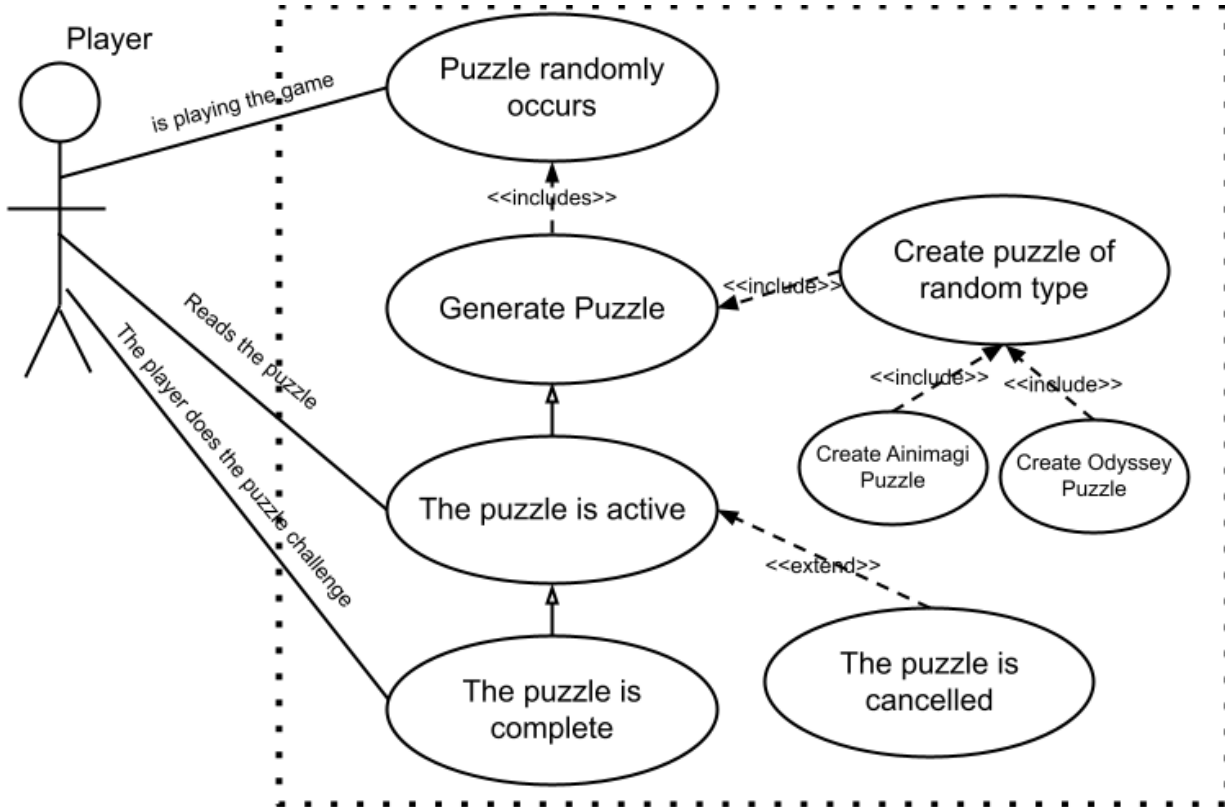 Player
is playing the game
Puzzle randomly
occurs
<<includes>>
Generate Puzzle
<<include>>
Create puzzle of
random type
<<include>>
<<include>>
Create Ainimagi
Puzzle
Create Odyssey
Puzzle
Reads the puzzle
The puzzle is active
The player does the puzzle challenge
<<extend>>
The puzzle is
complete
The puzzle is
cancelled